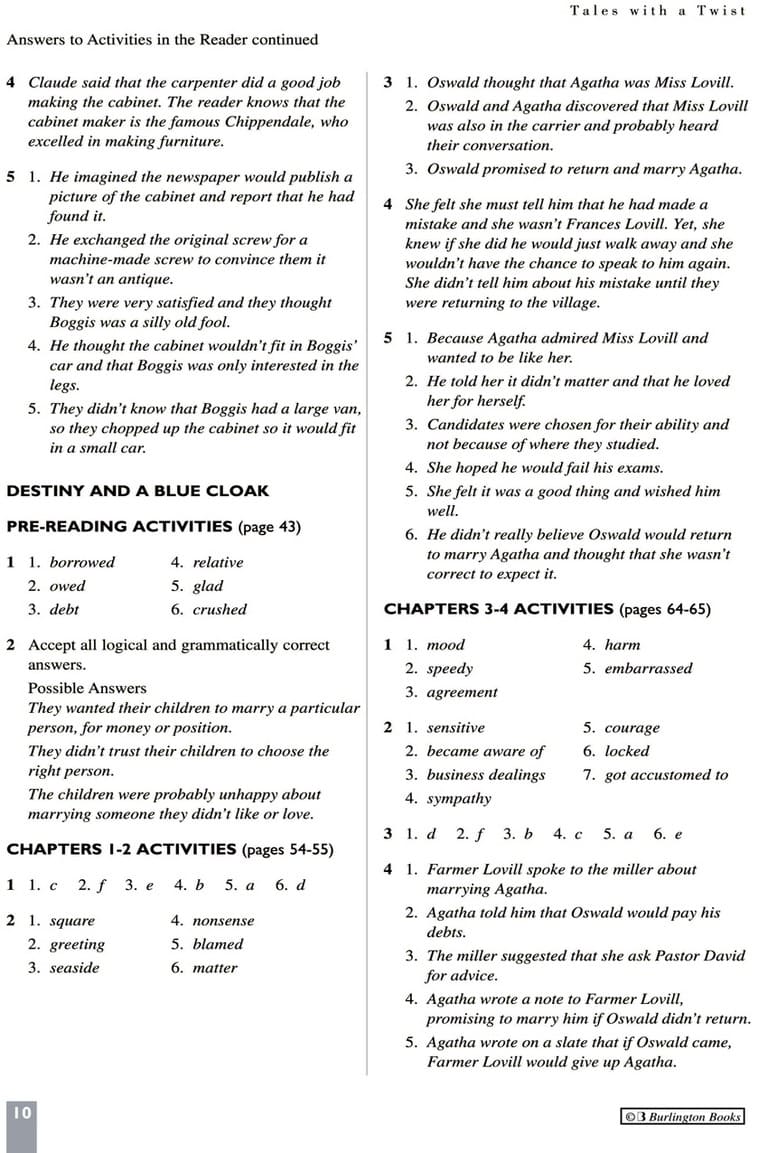 Tales with a Twist
Answers to Activities in the Reader continued
4 Claude said that the carpenter did a good job
making the cabinet. The reader knows that the
cabinet maker is the famous Chippendale, who
excelled in making furniture.
5 1. He imagined the newspaper would publish a
picture of the cabinet and report that he had
found it.
2. He exchanged the original screw for a
machine-made screw to convince them it
wasn't an antique.
3. They were very satisfied and they thought
Boggis was a silly old fool.
4. He thought the cabinet wouldn't fit in Boggis'
car and that Boggis was only interested in the
legs.
5. They didn't know that Boggis had a large van,
so they chopped up the cabinet so it would fit
in a small car.
DESTINY AND A BLUE CLOAK
PRE-READING ACTIVITIES (page 43)
1 1. borrowed 4. relative
2. owed 5. glad
3. debt 6. crushed
2 Accept all logical and grammatically correct
answers.
Possible Answers
They wanted their children to marry a particular
person, for money or position.
They didn't trust their children to choose the
right person.
The children were probably unhappy about
marrying someone they didn't like or love.
CHAPTERS 1-2 ACTIVITIES (pages 54-55)
1 1. c 2. f 3. e 4. b 5. a 6. d
2 1. square 4. nonsense
2. greeting 5. blamed
3. seaside 6. matter
3 1. Oswald thought that Agatha was Miss Lovill.
2. Oswald and Agatha discovered that Miss Lovill
was also in the carrier and probably heard
their conversation.
3. Oswald promised to return and marry Agatha.
4 She felt she must tell him that he had made a
mistake and she wasn't Frances Lovill. Yet, she
knew if she did he would just walk away and she
wouldn't have the chance to speak to him again.
She didn't tell him about his mistake until they
were returning to the village.
5 1. Because Agatha admired Miss Lovill and
wanted to be like her.
2. He told her it didn't matter and that he loved
her for herself.
3. Candidates were chosen for their ability and
not because of where they studied.
4. She hoped he would fail his exams.
5. She felt it was a good thing and wished him
well.
6. He didn't really believe Oswald would return
to marry Agatha and thought that she wasn't
correct to expect it.
CHAPTERS 3-4 ACTIVITIES (pages 64-65)
1 1. mood 4. harm
2. speedy 5. embarrassed
3. agreement
2 1. sensitive 5. courage
2. became aware of 6. locked
3. business dealings 7. got accustomed to
4. sympathy
3 1. d 2. f 3. b 4. c 5. a 6. e
4 1. Farmer Lovill spoke to the miller about
marrying Agatha.
2. Agatha told him that Oswald would pay his
debts.
3. The miller suggested that she ask Pastor David
for advice.
4. Agatha wrote a note to Farmer Lovill,
promising to marry him if Oswald didn't return.
5. Agatha wrote on a slate that if Oswald came,
Farmer Lovill would give up Agatha.
10
© B Burlington Books